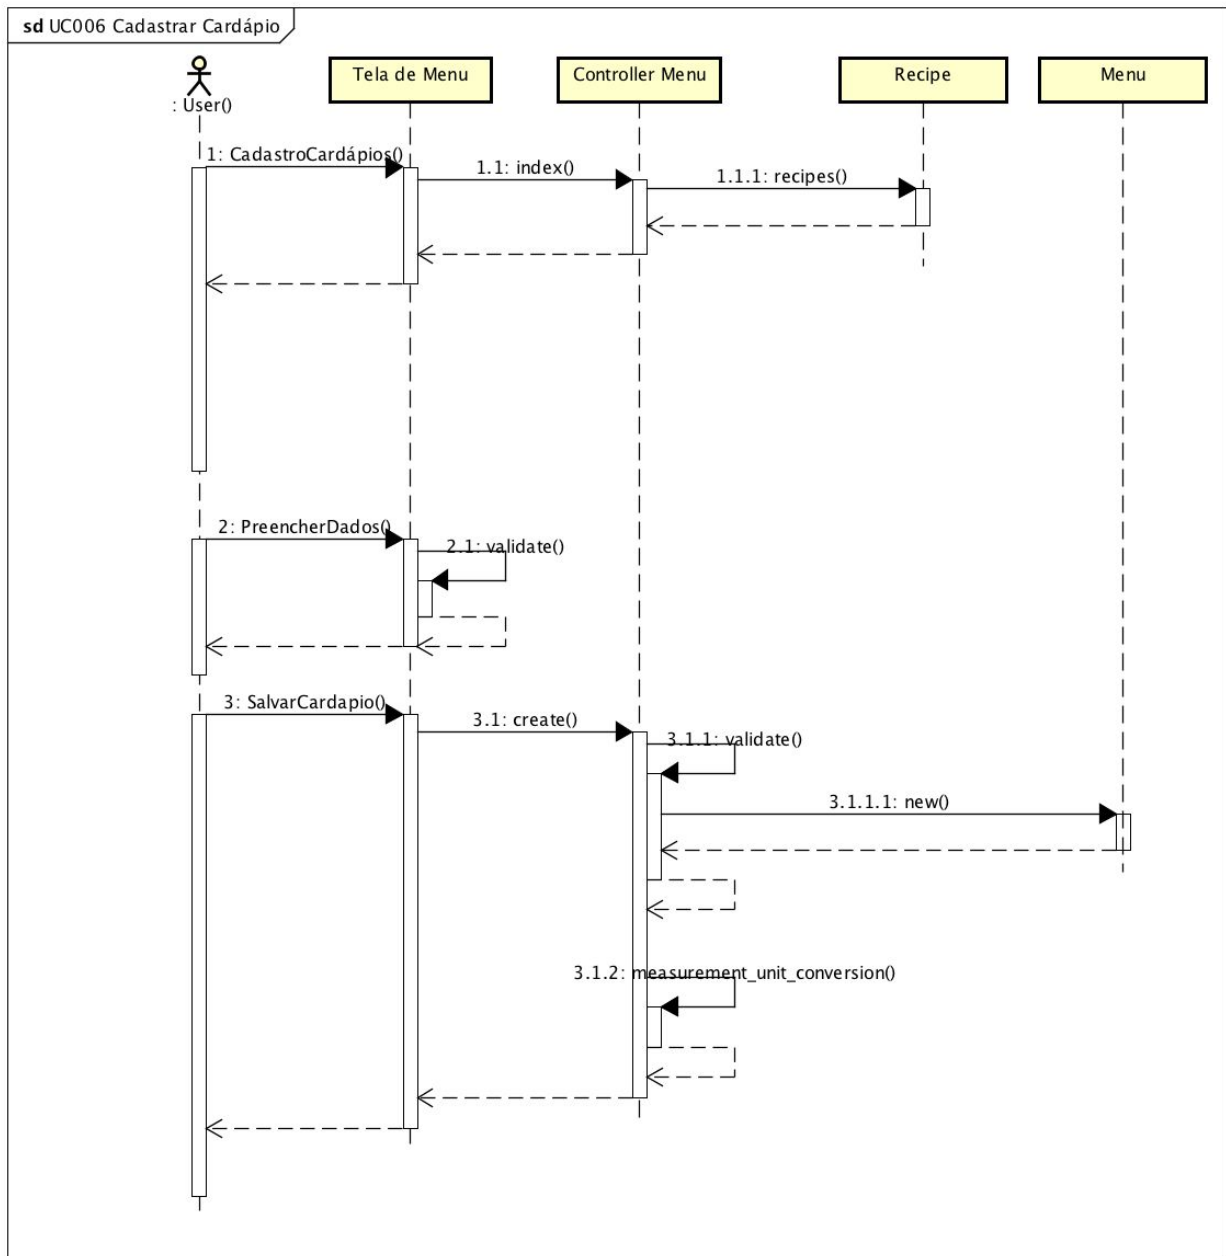 sd UC006 Cadastrar Cardápio
: User()
Tela de Menu
Controller Menu
Recipe
Menu
1: CadastroCardápios()
1.1: index()
1.1.1: recipes()
2: PreencherDados()
2.1: validate()
3: SalvarCardapio()
3.1: create()
3.1.1: validate()
3.1.1.1: new()
3.1.2: measurement_unit_conversion()